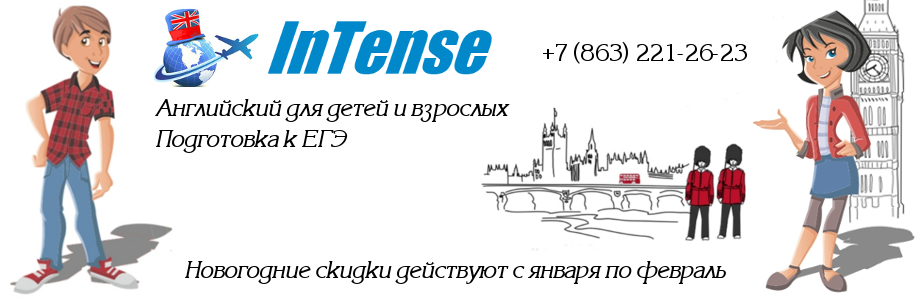 InTense
+7 (863) 221-26-23
Английский для детей и взрослых
Подготовка к ЕГЭ
Новогодние скидки действуют с января по февраль